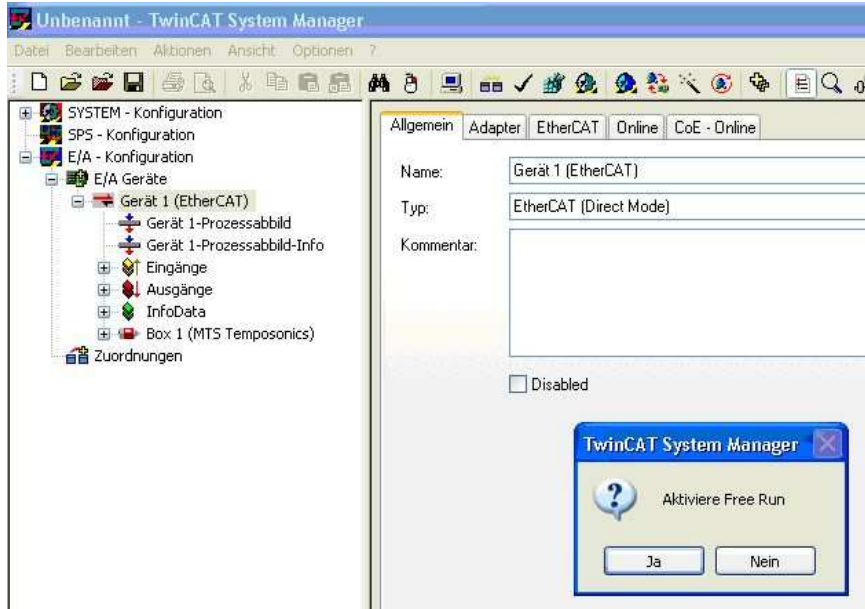 Unbenannt - TwinCAT System Manager
Datei Bearbeiten Aktionen Ansicht Optionen ?
SYSTEM - Konfiguration
SPS - Konfiguration
E/A - Konfiguration
E/A Geräte
Gerät 1 (EtherCAT)
Gerät 1-Prozessabbild
Gerät 1-Prozessabbild-Info
Eingänge
Ausgänge
InfoData
Box 1 (MTS Temposonics)
Zuordnungen
Allgemein Adapter EtherCAT Online CoE - Online
Name: Gerät 1 (EtherCAT)
Typ: EtherCAT (Direct Mode)
Kommentar:
Disabled
TwinCAT System Manager
Aktiviere Free Run
Ja Nein